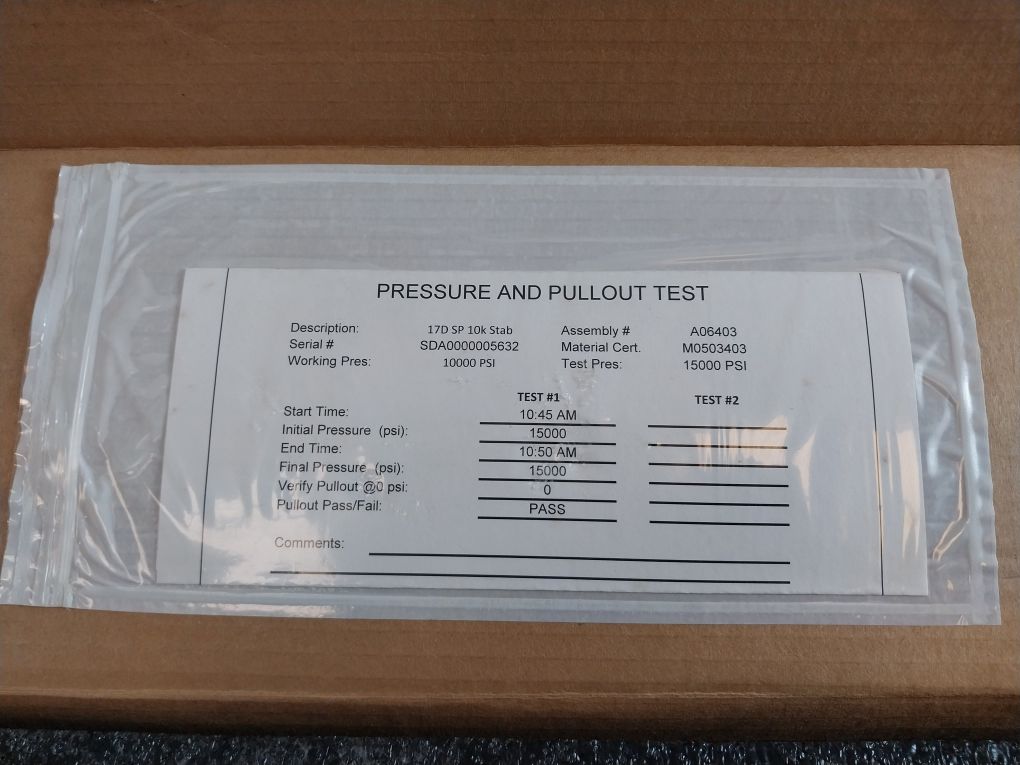 PRESSURE AND PULLOUT TEST
Description: 17D SP 10k Stab Assembly # A06403
Serial # SDA0000005632 Material Cert. M0503403
Working Pres: 10000 PSI Test Pres: 15000 PSI
TEST #1 TEST #2
Start Time: 10:45 AM
Initial Pressure (psi): 15000
End Time: 10:50 AM
Final Pressure (psi): 15000
Verify Pullout @0 psi: 0
Pullout Pass/Fail: PASS
Comments: